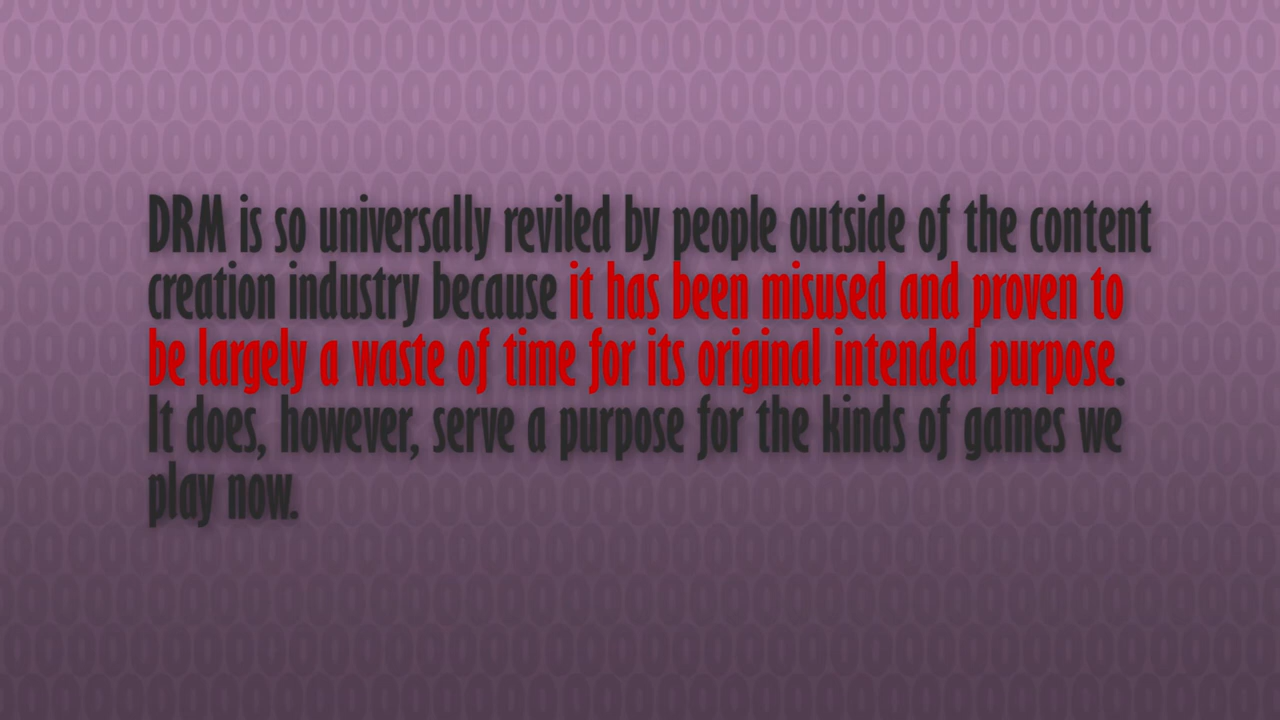 DRM is so universally reviled by people outside of the content
creation industry because it has been misused and proven to
be largely a waste of time for its original intended purpose.
It does, however, serve a purpose for the kinds of games we
play now.